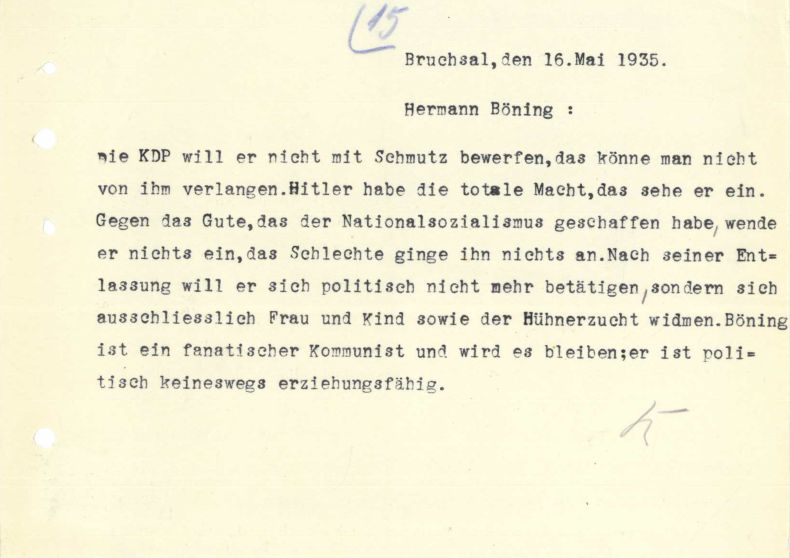 15
Bruchsal,den 16.Mai 1935.
Hermann Böning :
Die KDP will er nicht mit Schmutz bewerfen,das könne man nicht
von ihm verlangen.Hitler habe die totale Macht,das sehe er ein.
Gegen das Gute,das der Nationalsozialismus geschaffen habe, wende
er nichts ein,das Schlechte ginge ihn nichts an.Nach seiner Ent=
lassung will er sich politisch nicht mehr betätigen,sondern sich
ausschliesslich Frau und Kind sowie der Hühnerzucht widmen.Böning
ist ein fanatischer Kommunist und wird es bleiben;er ist poli=
tisch keineswegs erziehungsfähig.